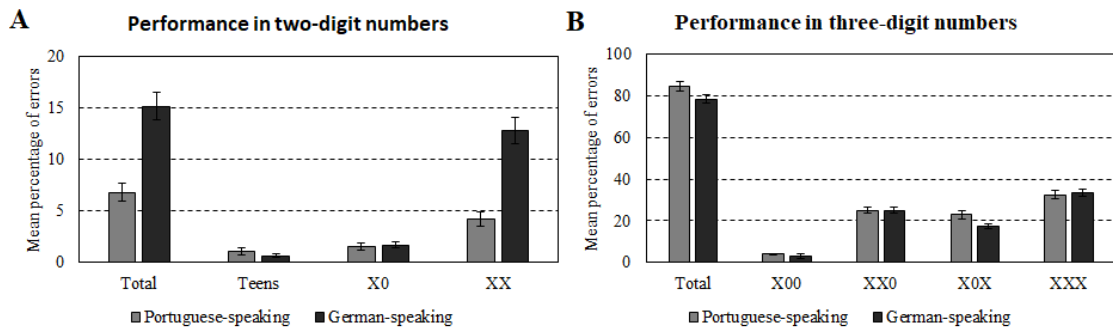 A
Performance in two-digit numbers
Mean percentage of errors
20
15
10
5
0
Total Teens X0 XX
Portuguese-speaking German-speaking
B
Performance in three-digit numbers
Mean percentage of errors
100
80
60
40
20
0
Total X00 XX0 X0X XXX
Portuguese-speaking German-speaking